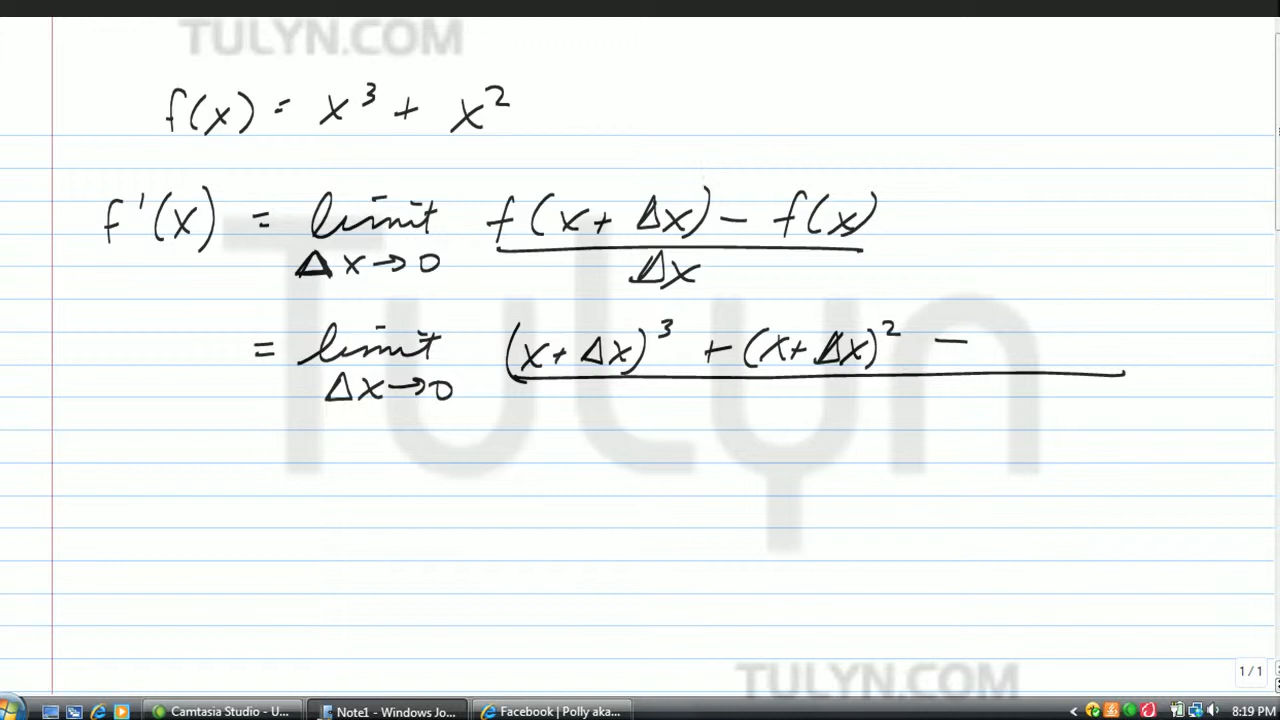 TULYN.COM
f(x) = x³ + x²
f'(x) = limit f(x + Δx) - f(x)
Δx→0 Δx
= limit (x + Δx)³ + (x + Δx)² -
Δx→0
Tulyn
TULYN.COM
1 / 1
Camtasia Studio - U...
Note1 - Windows Jo...
Facebook | Polly aka...
8:19 PM